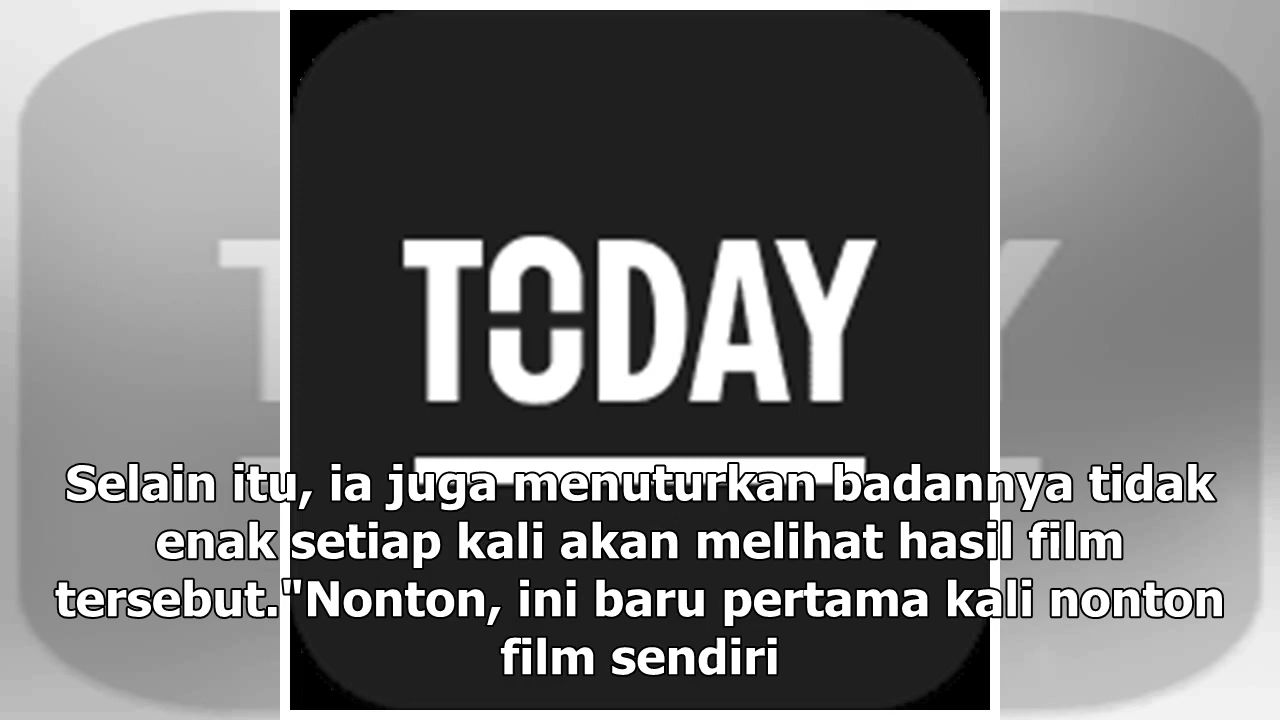 TODAY
Selain itu, ia juga menuturkan badannya tidak
enak setiap kali akan melihat hasil film
tersebut."Nonton, ini baru pertama kali nonton
film sendiri